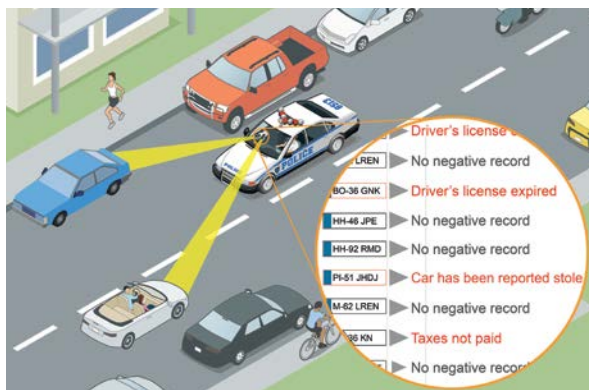 POLICE
Driver's license
LREN No negative record
BO-36 GNK Driver's license expired
HH-46 JPE No negative record
HH-92 RMD No negative record
PI-51 JHDJ Car has been reported stole
M-62 LREN No negative record
66 KN Taxes not paid
No negative record